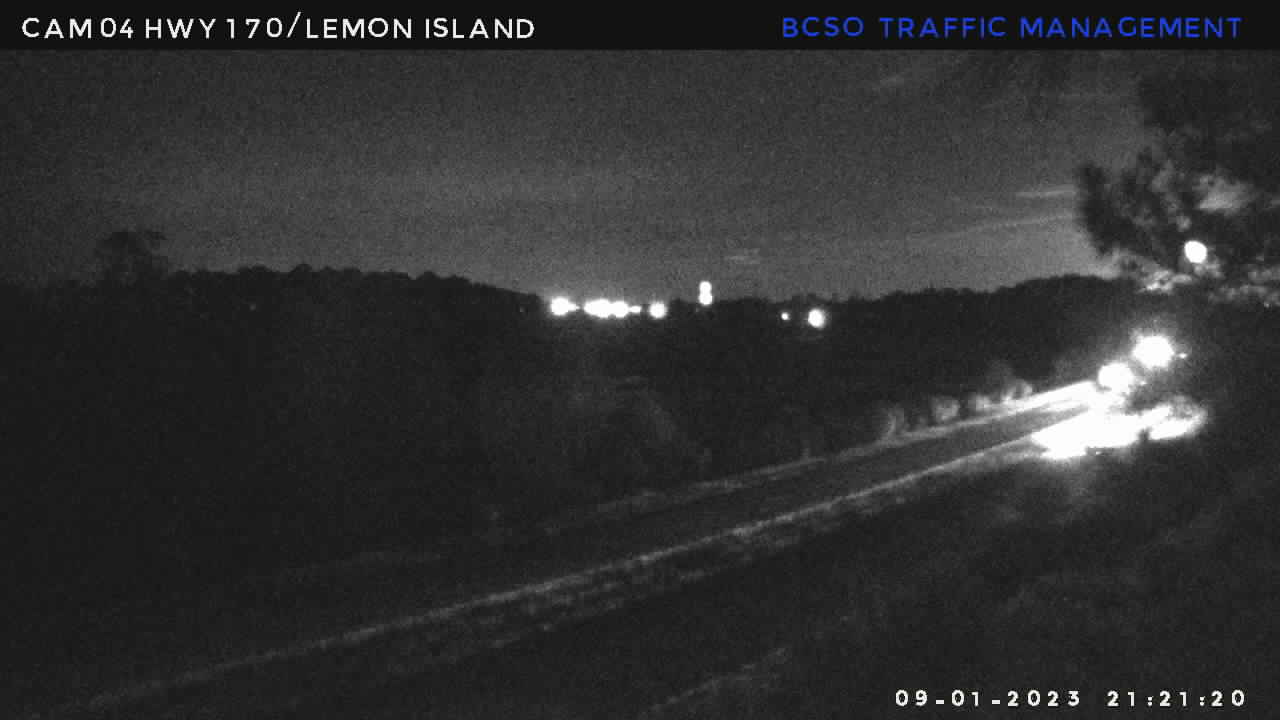 CAM04 HWY 170/LEMON ISLAND
BCSO TRAFFIC MANAGEMENT
09-01-2023 21:21:20